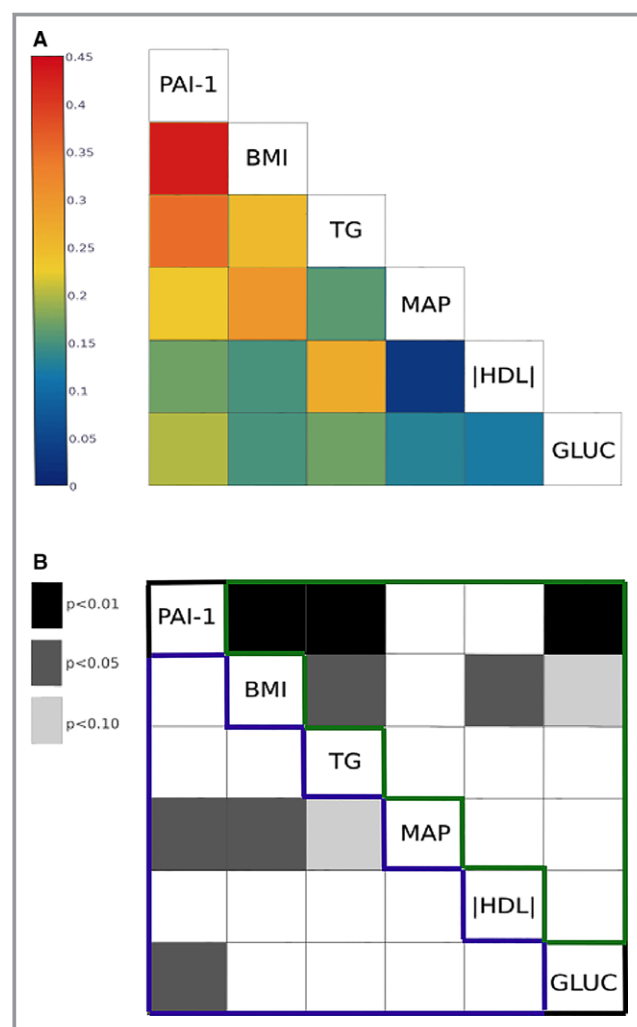 A
0.45
0.4
0.35
0.3
0.25
0.2
0.15
0.1
0.05
0
PAI-1
BMI
TG
MAP
|HDL|
GLUC
B
p<0.01
p<0.05
p<0.10
PAI-1
BMI
TG
MAP
|HDL|
GLUC